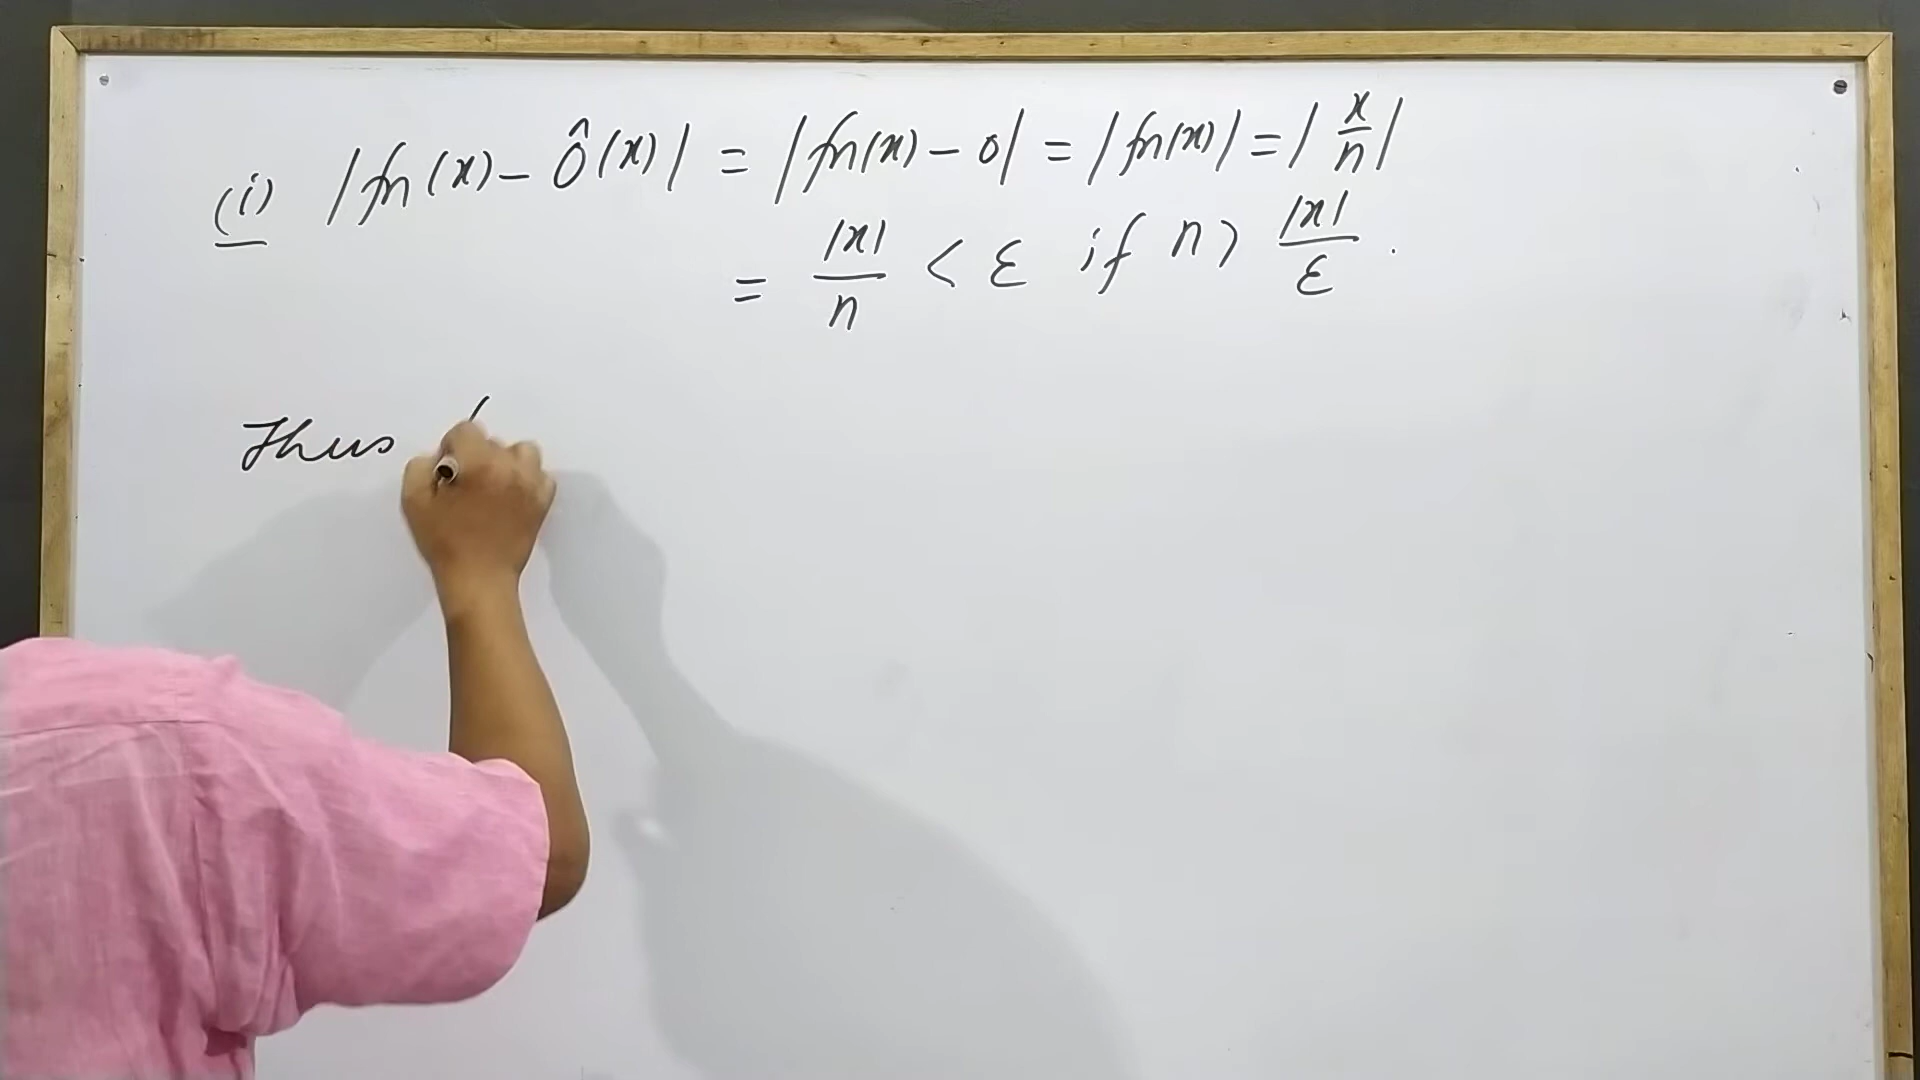 (i) |fn(x) - ô(x)| = |fn(x) - 0| = |fn(x)| = |x/n|
= |x|/n < ε if n > |x|/ε .
Thus